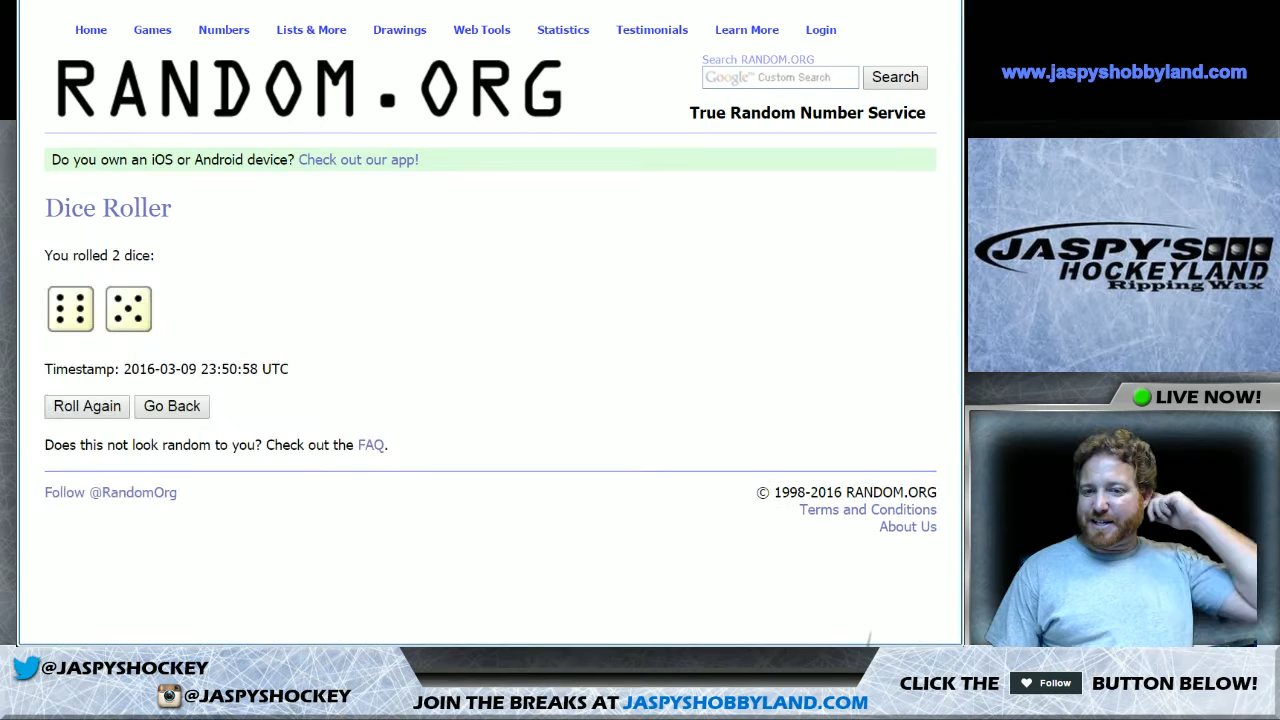 Home Games Numbers Lists & More Drawings Web Tools Statistics Testimonials Learn More Login
RANDOM.ORG
Search RANDOM.ORG
Google™ Custom Search Search
True Random Number Service
Do you own an iOS or Android device? Check out our app!
Dice Roller
You rolled 2 dice:
Timestamp: 2016-03-09 23:50:58 UTC
Roll Again Go Back
Does this not look random to you? Check out the FAQ.
Follow @RandomOrg
© 1998-2016 RANDOM.ORG
Terms and Conditions
About Us
www.jaspyshobbyland.com
JASPY'S
HOCKEYLAND
Ripping Wax
LIVE NOW!
@JASPYSHOCKEY
@JASPYSHOCKEY
JOIN THE BREAKS AT JASPYSHOBBYLAND.COM
CLICK THE Follow BUTTON BELOW!